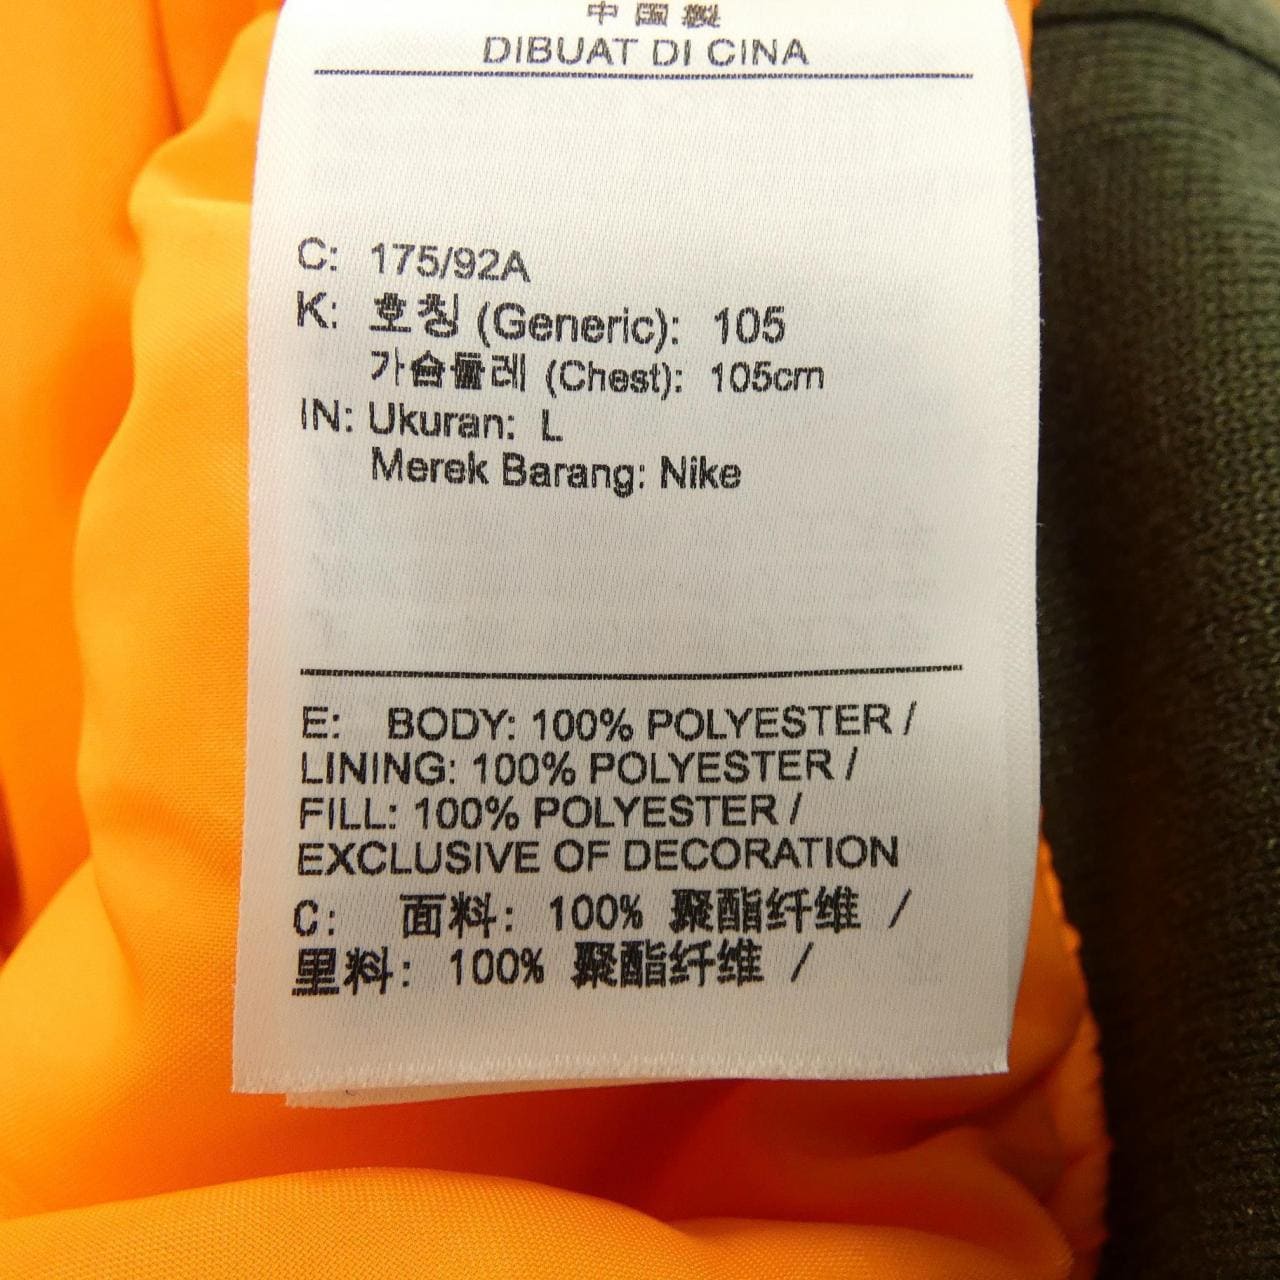 中国製
DIBUAT DI CINA
C: 175/92A
K: 호칭 (Generic): 105
가슴둘레 (Chest): 105cm
IN: Ukuran: L
Merek Barang: Nike
E: BODY: 100% POLYESTER /
LINING: 100% POLYESTER /
FILL: 100% POLYESTER /
EXCLUSIVE OF DECORATION
C: 面料: 100% 聚酯纤维 /
里料: 100% 聚酯纤维 /